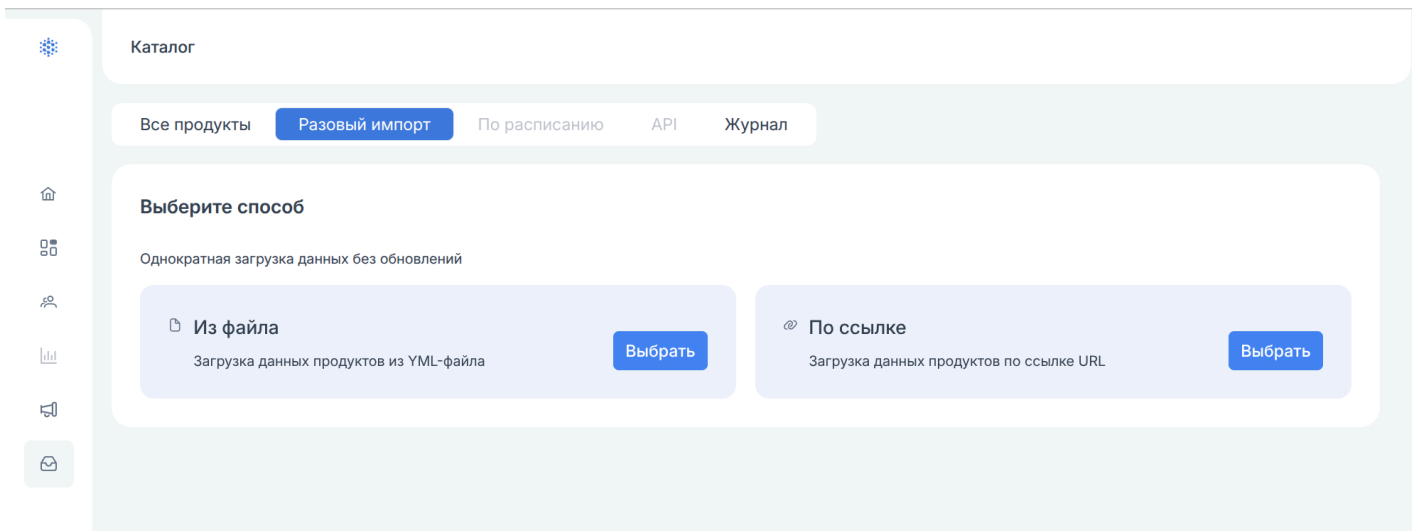 Каталог
Все продукты Разовый импорт По расписанию API Журнал
Выберите способ
Однократная загрузка данных без обновлений
Из файла
Загрузка данных продуктов из YML-файла
Выбрать
По ссылке
Загрузка данных продуктов по ссылке URL
Выбрать